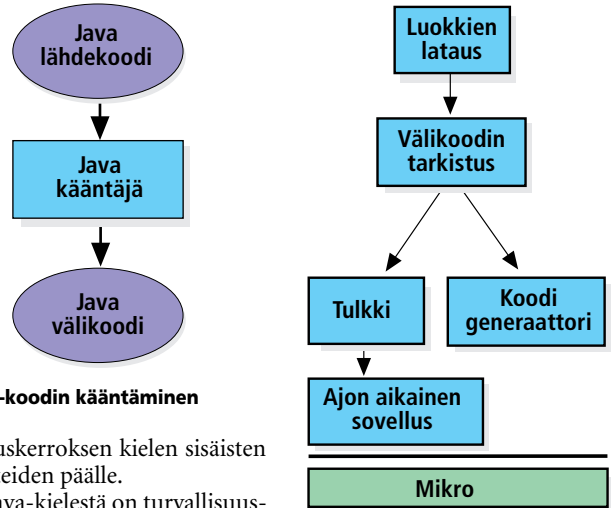 Java
lähdekoodi
Java
kääntäjä
Java
välikoodi
-koodin kääntäminen
uskerroksen kielen sisäisten
teiden päälle.
ava-kielestä on turvallisuus-
Luokkien
lataus
Välikoodin
tarkistus
Tulkki
Koodi
generaattori
Ajon aikainen
sovellus
Mikro